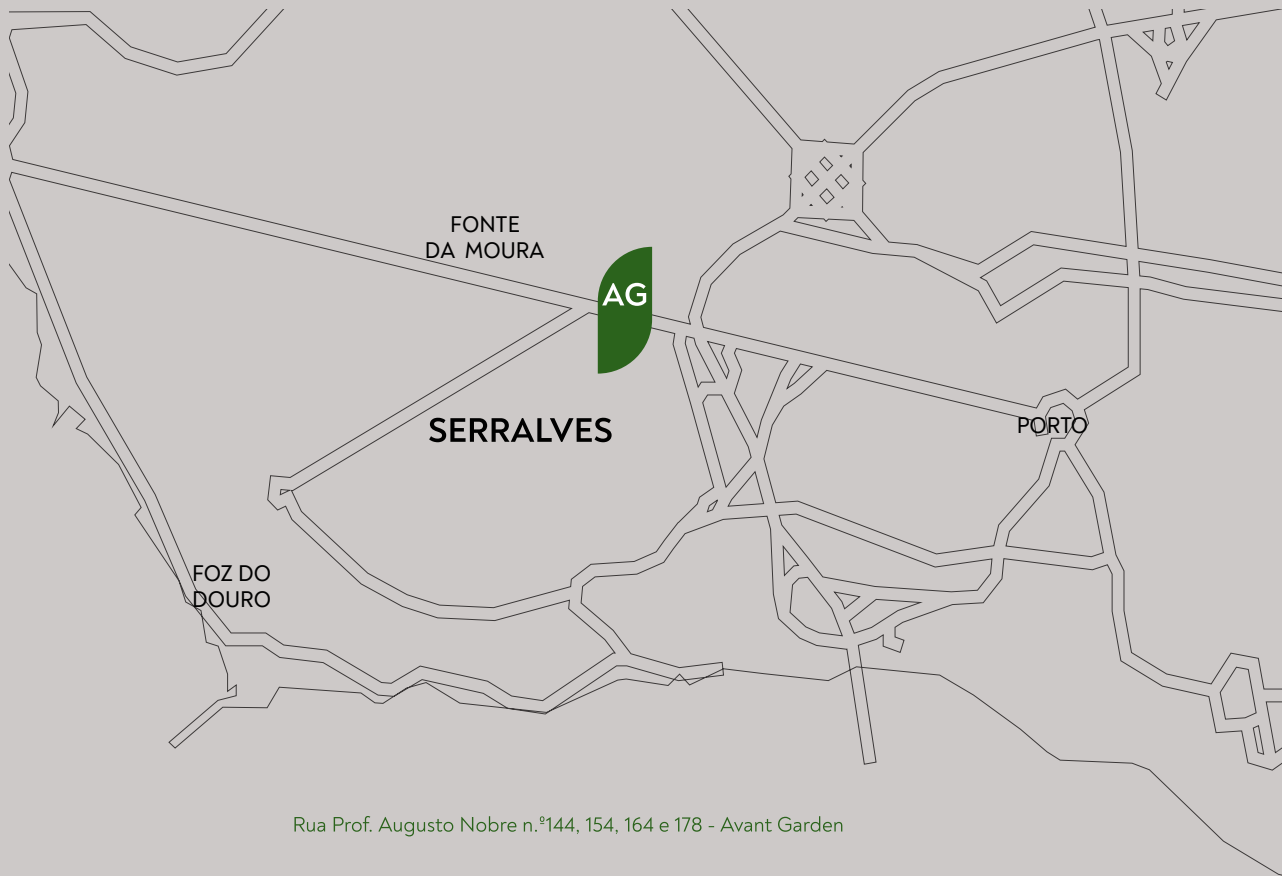 FONTE
DA MOURA
AG
SERRALVES
PORTO
FOZ DO
DOURO
Rua Prof. Augusto Nobre n.º144, 154, 164 e 178 - Avant Garden